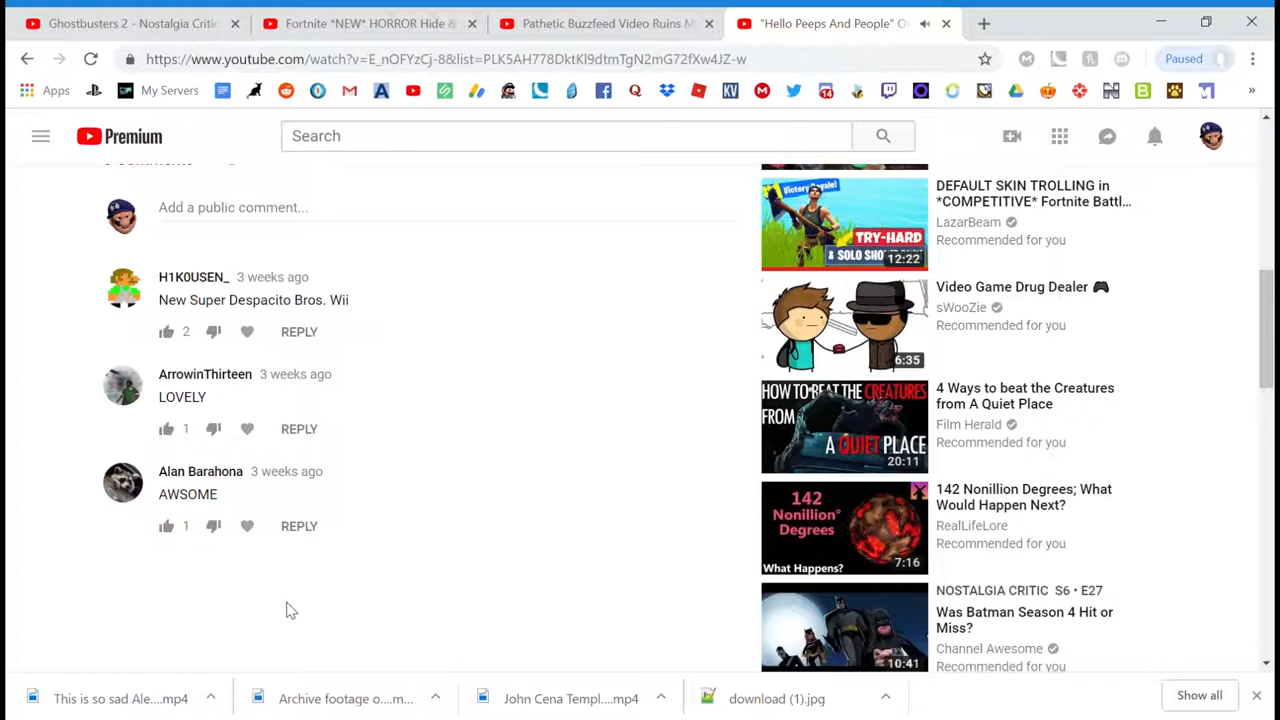 Ghostbusters 2 - Nostalgia Critic
Fortnite *NEW* HORROR Hide &
Pathetic Buzzfeed Video Ruins M
"Hello Peeps And People" O
https://www.youtube.com/watch?v=E_nOFYzCj-8&list=PLK5AH778DktKl9dtmTgN2mG72fXw4JZ-w
Paused
Apps
My Servers
Premium
Search
Add a public comment...
H1K0USEN_ 3 weeks ago
New Super Despacito Bros. Wii
2 REPLY
ArrowinThirteen 3 weeks ago
LOVELY
1 REPLY
Alan Barahona 3 weeks ago
AWSOME
1 REPLY
Victory Royale!
TRY-HARD
& SOLO
12:22
DEFAULT SKIN TROLLING in
*COMPETITIVE* Fortnite Battl...
LazarBeam
Recommended for you
6:35
Video Game Drug Dealer 🎮
sWooZie
Recommended for you
HOW TO BEAT THE CREATURES
FROM
A QUIET PLACE
20:11
4 Ways to beat the Creatures
from A Quiet Place
Film Herald
Recommended for you
142
Nonillion°
Degrees
What Happens?
7:16
142 Nonillion Degrees; What
Would Happen Next?
RealLifeLore
Recommended for you
10:41
NOSTALGIA CRITIC S6 • E27
Was Batman Season 4 Hit or
Miss?
Channel Awesome
Recommended for you
This is so sad Ale....mp4
Archive footage o....m...
John Cena Templ....mp4
download (1).jpg
Show all